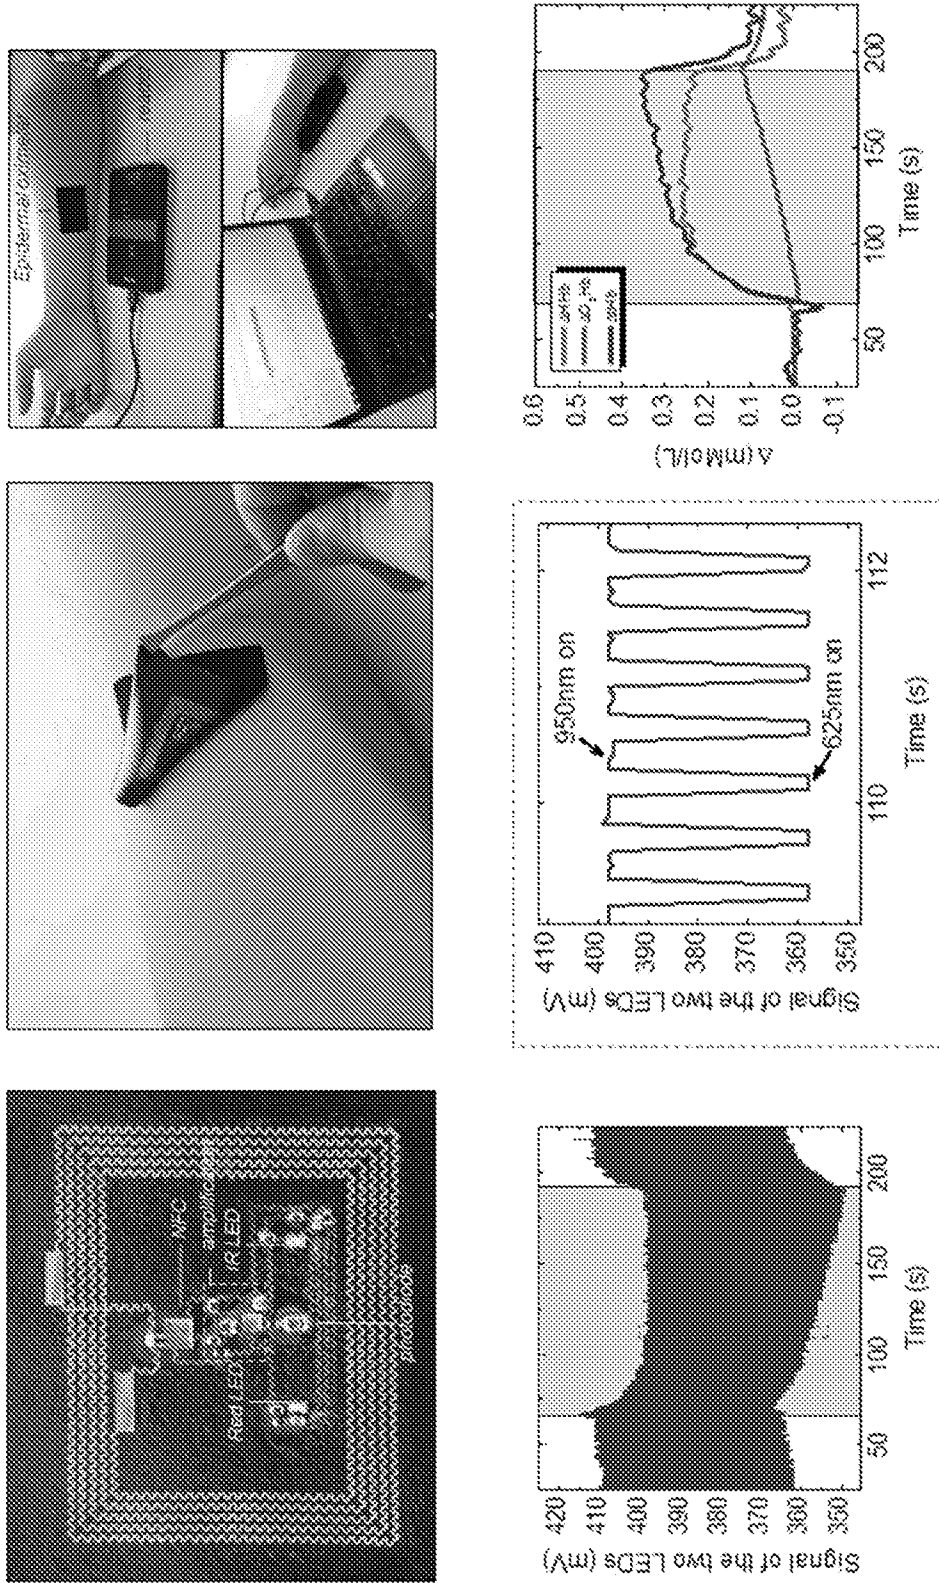 NFC
amplification
Red LED
IR LED
Photodiode
Epidermal oximeter
Signal of the two LEDs (mV)
420
410
400
390
380
370
360
350
50
100
150
200
Time (s)
Signal of the two LEDs (mV)
410
400
390
380
370
360
350
950nm on
625nm on
110
112
Time (s)
Δ(mMol/L)
0.6
0.5
0.4
0.3
0.2
0.1
0.0
-0.1
ΔO₂Hb
50
100
150
200
Time (s)